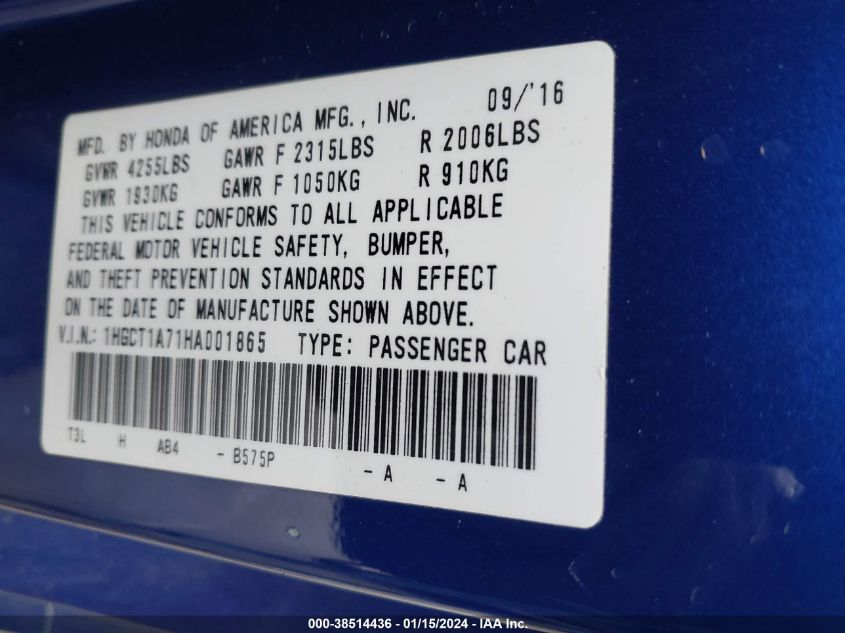 MFD. BY HONDA OF AMERICA MFG., INC. 09/'16
GVWR 4255LBS GAWR F 2315LBS R 2006LBS
GVWR 1930KG GAWR F 1050KG R 910KG
THIS VEHICLE CONFORMS TO ALL APPLICABLE
FEDERAL MOTOR VEHICLE SAFETY, BUMPER,
AND THEFT PREVENTION STANDARDS IN EFFECT
ON THE DATE OF MANUFACTURE SHOWN ABOVE.
V.I.N.: 1HGCT1A71HA001865 TYPE: PASSENGER CAR
T3L H AB4 - B575P - A - A
000-38514436 - 01/15/2024 - IAA Inc.